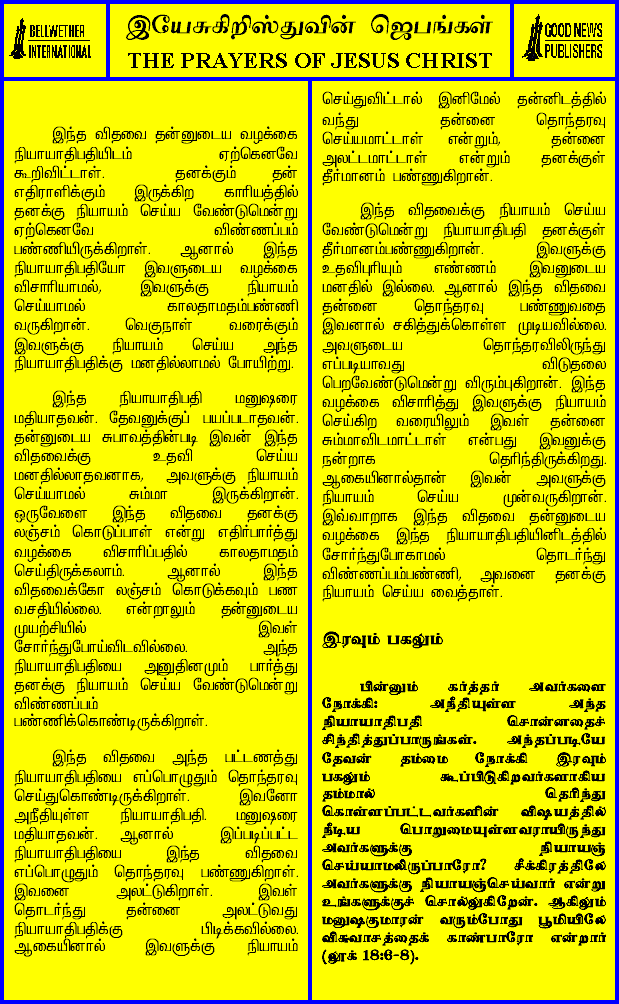 BELLWETHER
INTERNATIONAL
இயேசுகிறிஸ்துவின் ஜெபங்கள்
THE PRAYERS OF JESUS CHRIST
GOOD NEWS
PUBLISHERS
இந்த விதவை தன்னுடைய வழக்கை
நியாயாதிபதியிடம் ஏற்கெனவே
கூறிவிட்டாள். தனக்கும் தன்
எதிராளிக்கும் இருக்கிற காரியத்தில்
தனக்கு நியாயம் செய்ய வேண்டுமென்று
ஏற்கெனவே விண்ணப்பம்
பண்ணியிருக்கிறாள். ஆனால் இந்த
நியாயாதிபதியோ இவளுடைய வழக்கை
விசாரியாமல், இவளுக்கு நியாயம்
செய்யாமல் காலதாமதம்பண்ணி
வருகிறான். வெகுநாள் வரைக்கும்
இவளுக்கு நியாயம் செய்ய அந்த
நியாயாதிபதிக்கு மனதில்லாமல் போயிற்று.
இந்த நியாயாதிபதி மனுஷரை
மதியாதவன். தேவனுக்குப் பயப்படாதவன்.
தன்னுடைய சுபாவத்தின்படி இவன் இந்த
விதவைக்கு உதவி செய்ய
மனதில்லாதவனாக, அவளுக்கு நியாயம்
செய்யாமல் சும்மா இருக்கிறான்.
ஒருவேளை இந்த விதவை தனக்கு
லஞ்சம் கொடுப்பாள் என்று எதிர்பார்த்து
வழக்கை விசாரிப்பதில் காலதாமதம்
செய்திருக்கலாம். ஆனால் இந்த
விதவைக்கோ லஞ்சம் கொடுக்கவும் பண
வசதியில்லை. என்றாலும் தன்னுடைய
முயற்சியில் இவள்
சோர்ந்துபோய்விடவில்லை. அந்த
நியாயாதிபதியை அனுதினமும் பார்த்து
தனக்கு நியாயம் செய்ய வேண்டுமென்று
விண்ணப்பம்
பண்ணிக்கொண்டிருக்கிறாள்.
இந்த விதவை அந்த பட்டணத்து
நியாயாதிபதியை எப்பொழுதும் தொந்தரவு
செய்துகொண்டிருக்கிறாள். இவனோ
அநீதியுள்ள நியாயாதிபதி. மனுஷரை
மதியாதவன். ஆனால் இப்படிப்பட்ட
நியாயாதிபதியை இந்த விதவை
எப்பொழுதும் தொந்தரவு பண்ணுகிறாள்.
இவனை அலட்டுகிறாள். இவள்
தொடர்ந்து தன்னை அலட்டுவது
நியாயாதிபதிக்கு பிடிக்கவில்லை.
ஆகையினால் இவளுக்கு நியாயம்
செய்துவிட்டால் இனிமேல் தன்னிடத்தில்
வந்து தன்னை தொந்தரவு
செய்யமாட்டாள் என்றும், தன்னை
அலட்டமாட்டாள் என்றும் தனக்குள்
தீர்மானம் பண்ணுகிறான்.
இந்த விதவைக்கு நியாயம் செய்ய
வேண்டுமென்று நியாயாதிபதி தனக்குள்
தீர்மானம்பண்ணுகிறான். இவளுக்கு
உதவிபுரியும் எண்ணம் இவனுடைய
மனதில் இல்லை. ஆனால் இந்த விதவை
தன்னை தொந்தரவு பண்ணுவதை
இவனால் சகித்துக்கொள்ள முடியவில்லை.
அவளுடைய தொந்தரவிலிருந்து
எப்படியாவது விடுதலை
பெறவேண்டுமென்று விரும்புகிறான். இந்த
வழக்கை விசாரித்து இவளுக்கு நியாயம்
செய்கிற வரையிலும் இவள் தன்னை
சும்மாவிடமாட்டாள் என்பது இவனுக்கு
நன்றாக தெரிந்திருக்கிறது.
ஆகையினால்தான் இவன் அவளுக்கு
நியாயம் செய்ய முன்வருகிறான்.
இவ்வாறாக இந்த விதவை தன்னுடைய
வழக்கை இந்த நியாயாதிபதியினிடத்தில்
சோர்ந்துபோகாமல் தொடர்ந்து
விண்ணப்பம்பண்ணி, அவனை தனக்கு
நியாயம் செய்ய வைத்தாள்.
இரவும் பகலும்
பின்னும் கர்த்தர் அவர்களை
நோக்கி: அநீதியுள்ள அந்த
நியாயாதிபதி சொன்னதைச்
சிந்தித்துப்பாருங்கள். அந்தப்படியே
தேவன் தம்மை நோக்கி இரவும்
பகலும் கூப்பிடுகிறவர்களாகிய
தம்மால் தெரிந்து
கொள்ளப்பட்டவர்களின் விஷயத்தில்
நீடிய பொறுமையுள்ளவராயிருந்து
அவர்களுக்கு நியாயஞ்
செய்யாமலிருப்பாரோ? சீக்கிரத்திலே
அவர்களுக்கு நியாயஞ்செய்வார் என்று
உங்களுக்குச் சொல்லுகிறேன். ஆகிலும்
மனுஷகுமாரன் வரும்போது பூமியிலே
விசுவாசத்தைக் காண்பாரோ என்றார்
(லூக் 18:6-8).